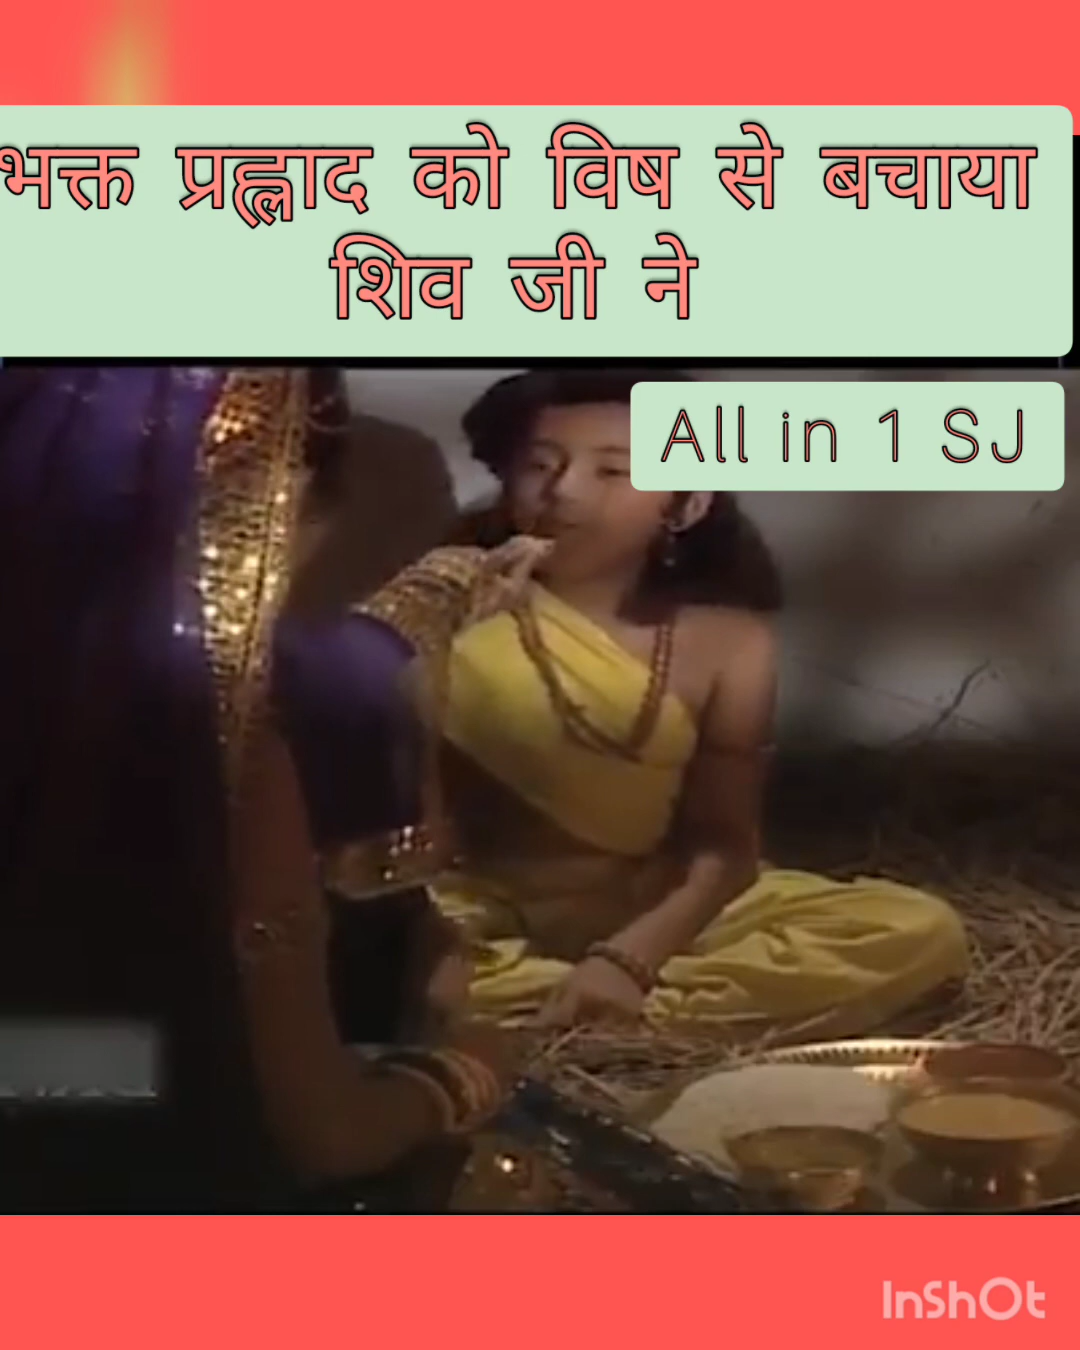 भक्त प्रह्लाद को विष से बचाया
शिव जी ने
All in 1 SJ
InShOt